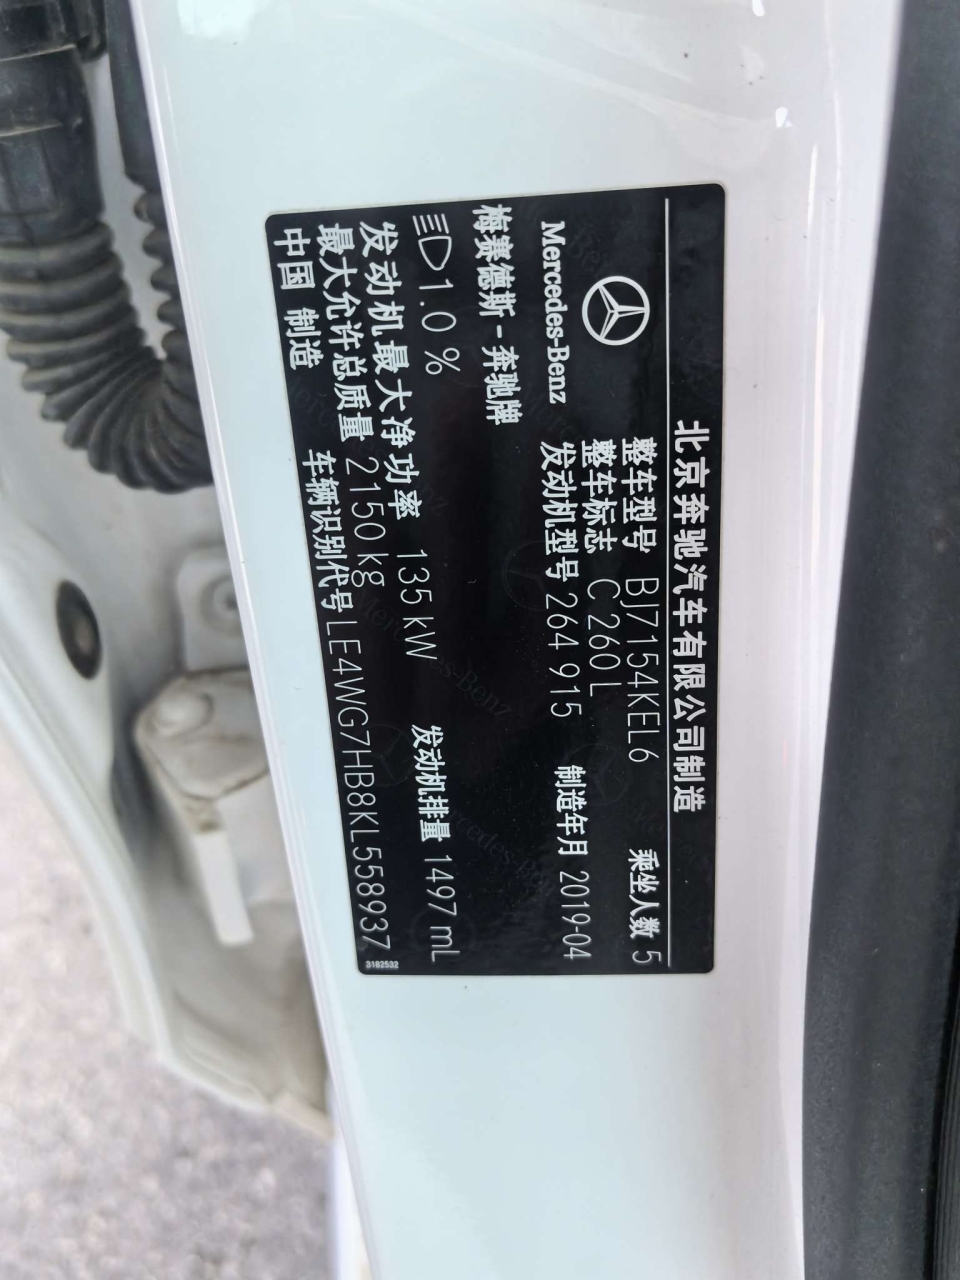 北京奔驰汽车有限公司制造
整车型号 BJ7154KEL6 乘坐人数 5
整车标志 C 260 L
Mercedes-Benz 发动机型号 264 915 制造年月 2019-04
梅赛德斯-奔驰牌
1.0 %
发动机最大净功率 135 kW 发动机排量 1497 mL
最大允许总质量 2150 kg
中国 制造 车辆识别代号 LE4WG7HB8KL558937
3182532